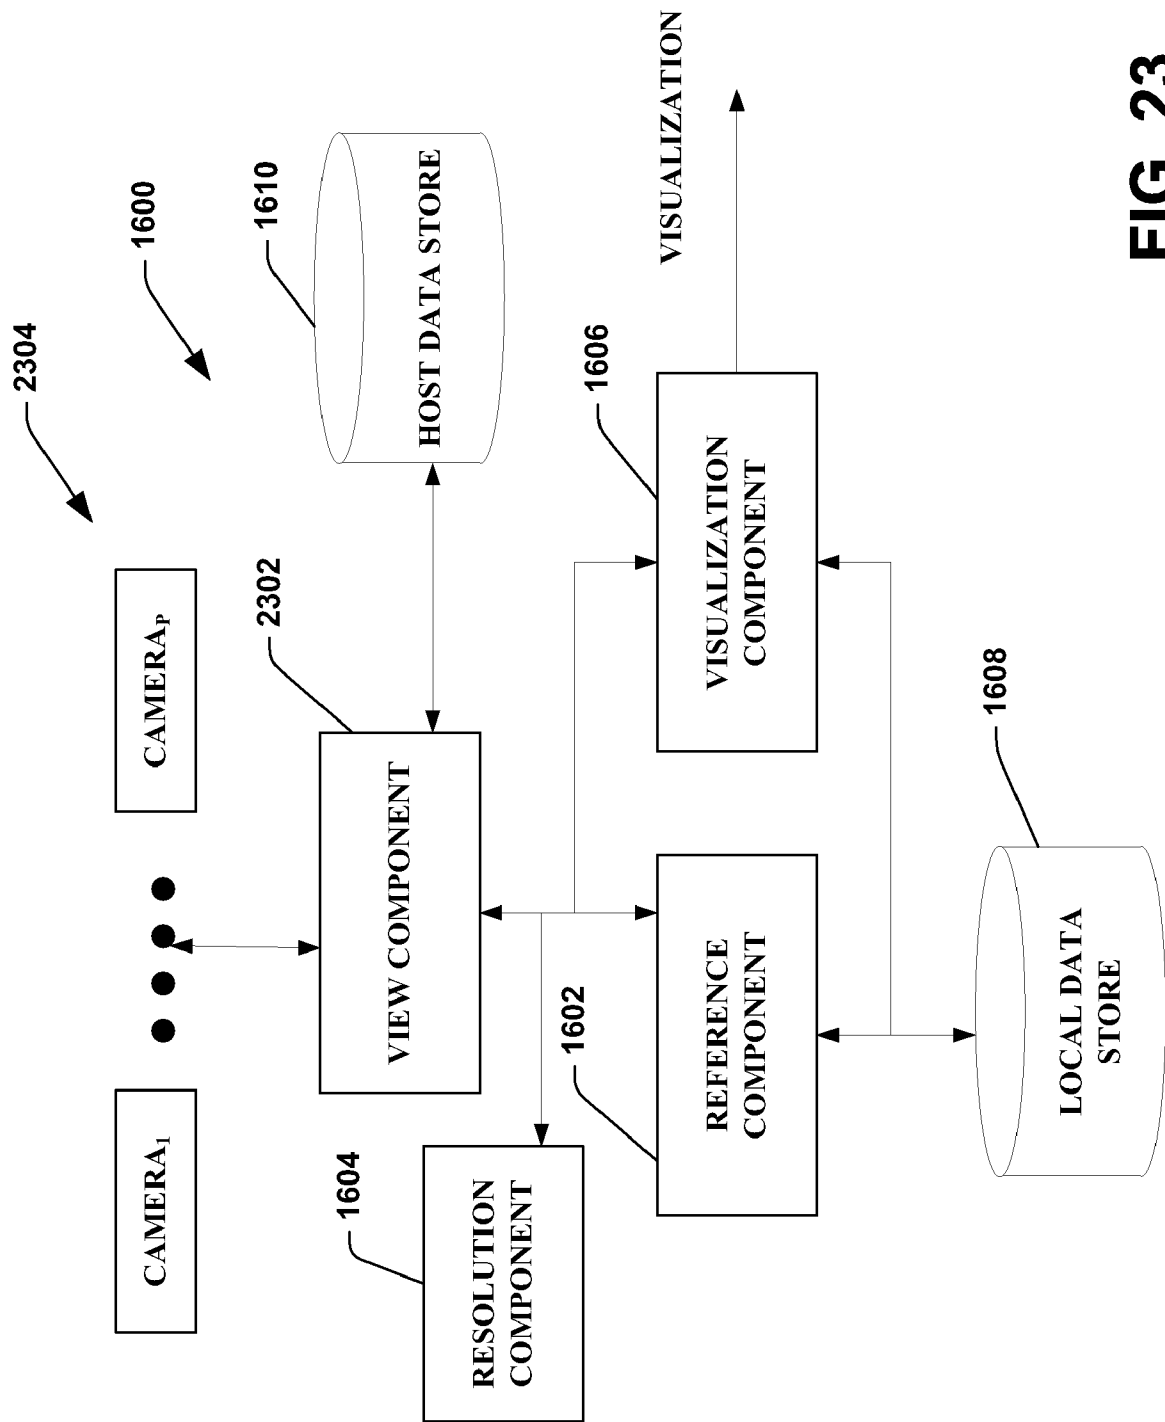 2304
1600
CAMERA1
CAMERAP
2302
1610
VIEW COMPONENT
HOST DATA STORE
1604
RESOLUTION
COMPONENT
1602
1606
REFERENCE
COMPONENT
VISUALIZATION
COMPONENT
VISUALIZATION
1608
LOCAL DATA
STORE
FIG. 23